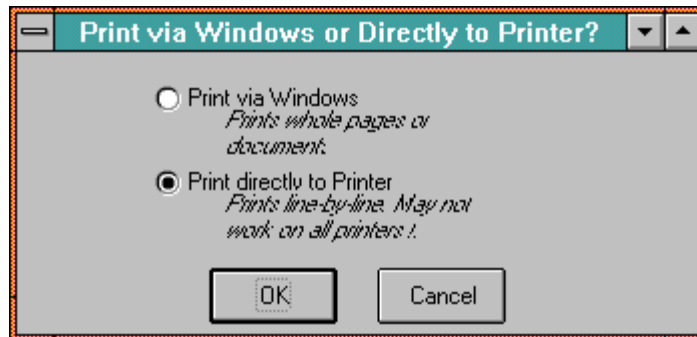 Print via Windows or Directly to Printer?
Print via Windows
Prints whole pages or
document.
Print directly to Printer
Prints line-by-line. May not
work on all printers !.
OK
Cancel